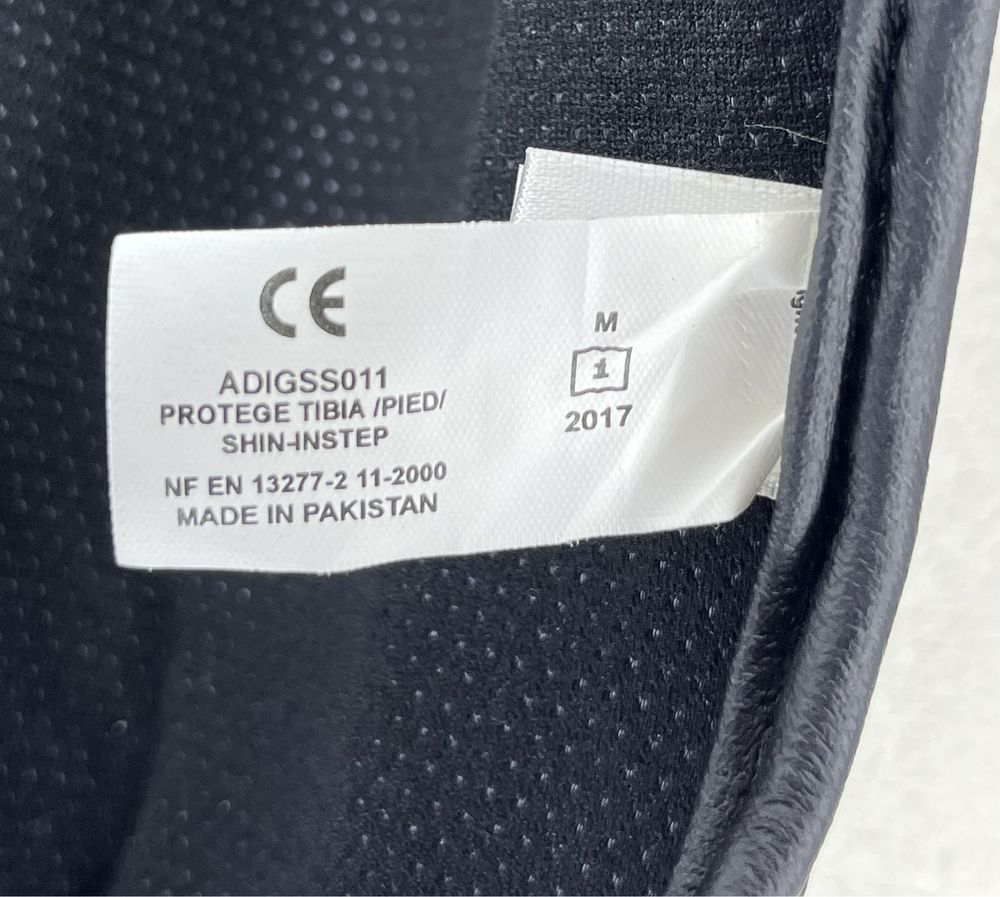 CE
ADIGSS011
PROTEGE TIBIA /PIED/
SHIN-INSTEP
NF EN 13277-2 11-2000
MADE IN PAKISTAN
M
i
2017